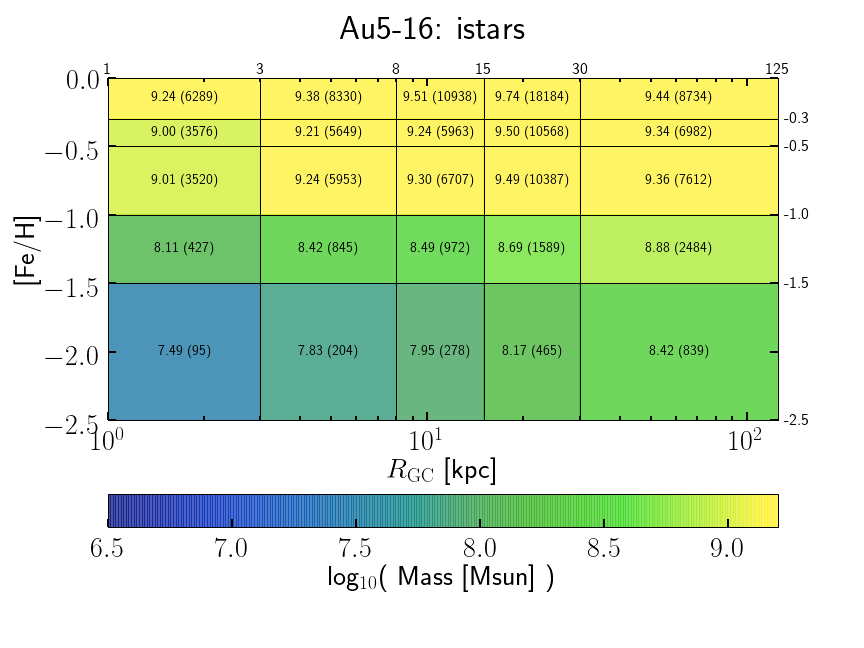 Au5-16: istars
1 3 8 15 30 125
0.0
9.24 (6289) 9.38 (8330) 9.51 (10938) 9.74 (18184) 9.44 (8734)
-0.3
9.00 (3576) 9.21 (5649) 9.24 (5963) 9.50 (10568) 9.34 (6982)
−0.5 -0.5
9.01 (3520) 9.24 (5953) 9.30 (6707) 9.49 (10387) 9.36 (7612)
−1.0 -1.0
[Fe/H]
8.11 (427) 8.42 (845) 8.49 (972) 8.69 (1589) 8.88 (2484)
−1.5 -1.5
−2.0
7.49 (95) 7.83 (204) 7.95 (278) 8.17 (465) 8.42 (839)
−2.5 -2.5
10⁰ 10¹ 10²
R_GC [kpc]
6.5 7.0 7.5 8.0 8.5 9.0
log₁₀( Mass [Msun] )